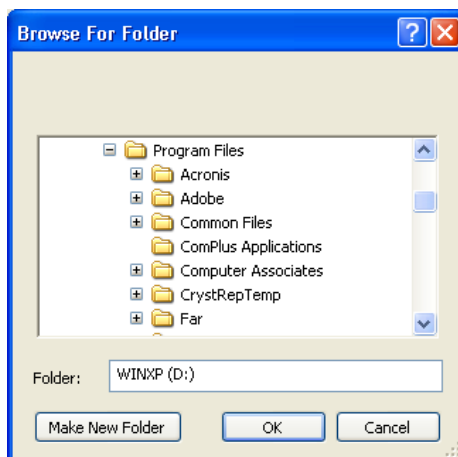 Browse For Folder
Program Files
Acronis
Adobe
Common Files
ComPlus Applications
Computer Associates
CrystRepTemp
Far
Folder: WINXP (D:)
Make New Folder OK Cancel